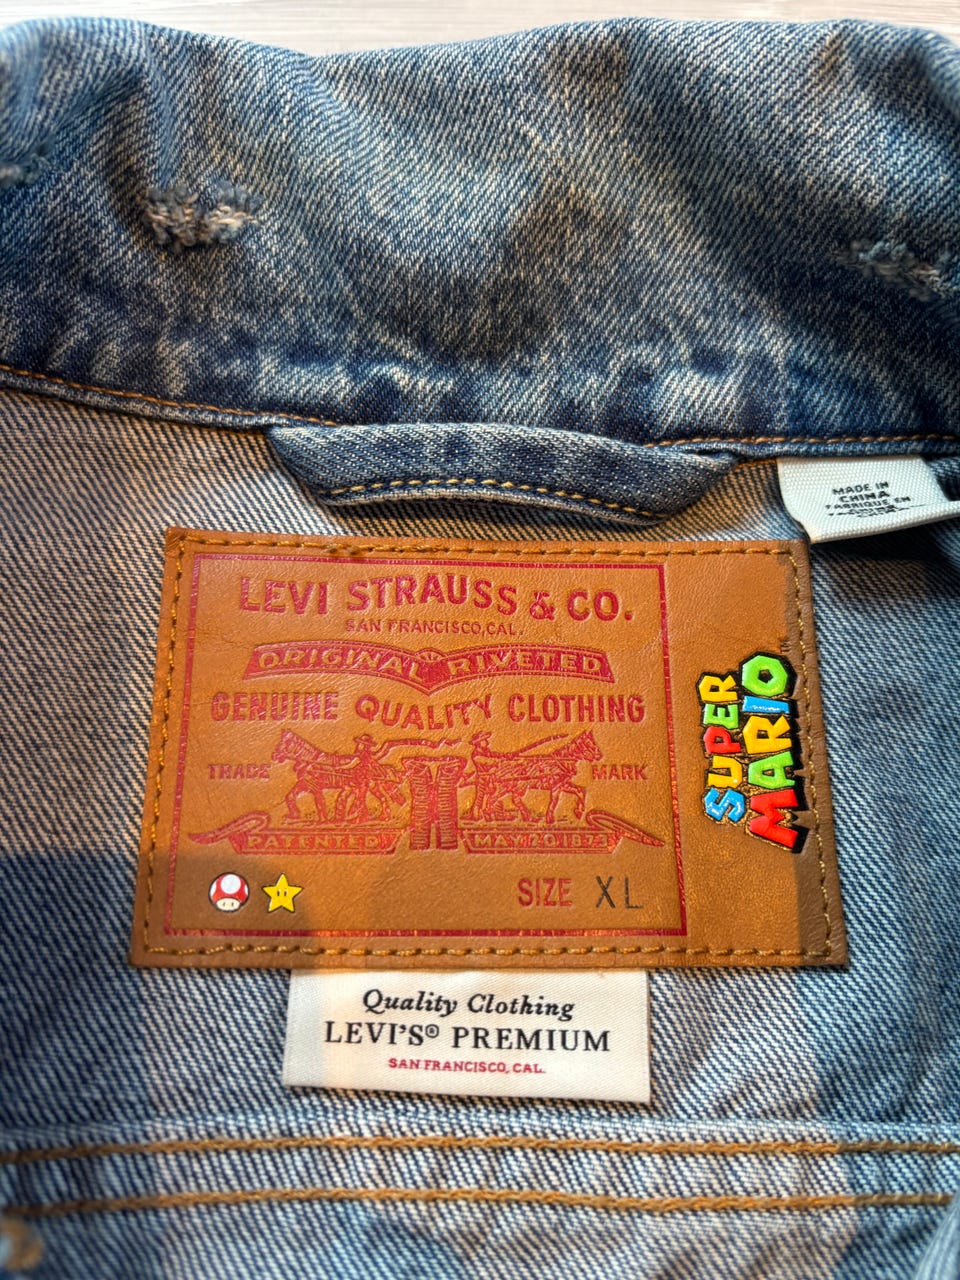 MADE IN
CHINA
FABRIQUÉ EN
LEVI STRAUSS & CO.
SAN FRANCISCO, CAL.
ORIGINAL RIVETED
GENUINE QUALITY CLOTHING
TRADE MARK
PATENTED MAY 20 1873
SIZE XL
SUPER
MARIO
Quality Clothing
LEVI'S® PREMIUM
SAN FRANCISCO, CAL.